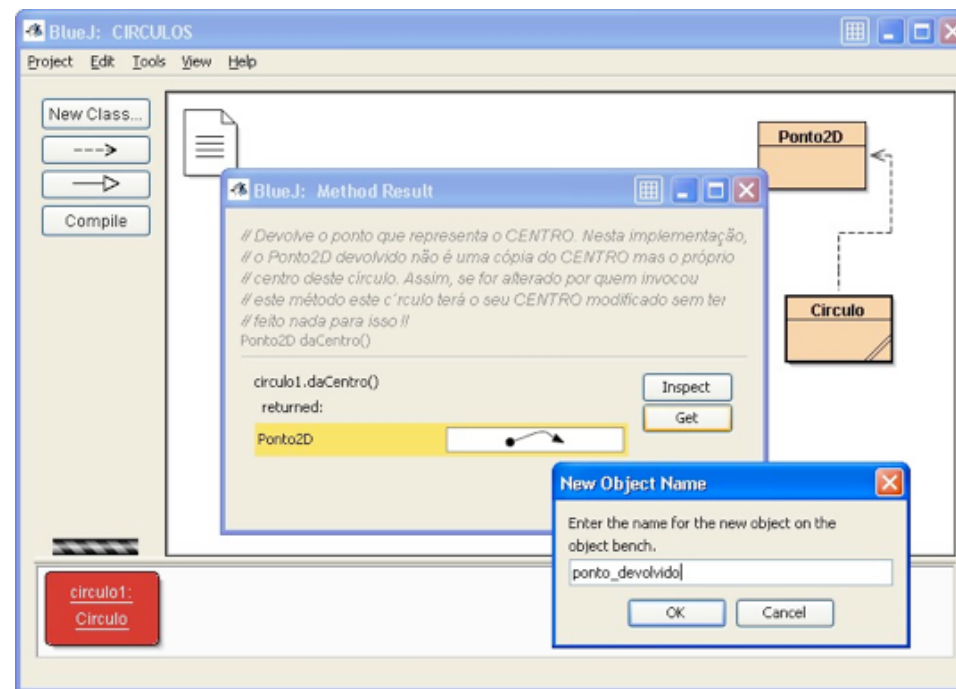 BlueJ: CIRCULOS
Project Edit Tools View Help
New Class...
Compile
Ponto2D
Circulo
BlueJ: Method Result
// Devolve o ponto que representa o CENTRO. Nesta implementação,
// o Ponto2D devolvido não é uma cópia do CENTRO mas o próprio
// centro deste círculo. Assim, se for alterado por quem invocou
// este método este c´rculo terá o seu CENTRO modificado sem ter
// feito nada para isso !!
Ponto2D daCentro()
circulo1.daCentro()
returned:
Ponto2D
Inspect
Get
New Object Name
Enter the name for the new object on the
object bench.
ponto_devolvido
OK Cancel
circulo1:
Circulo